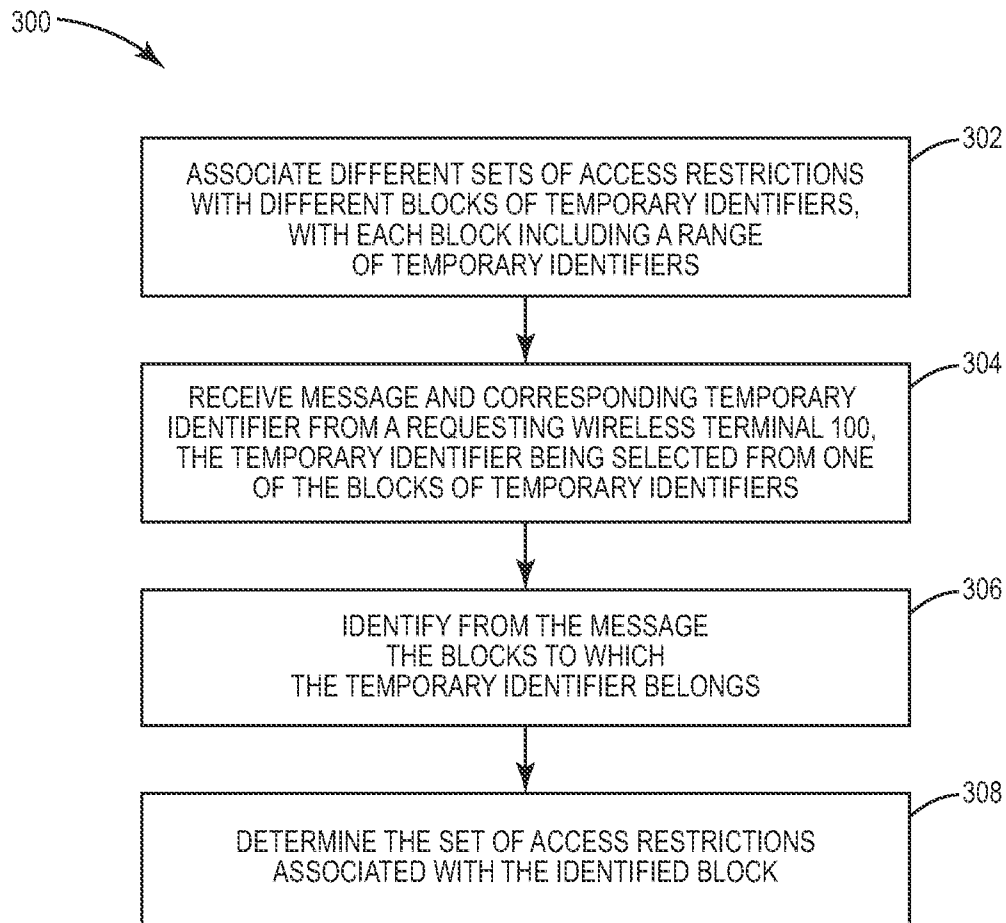 300
302
ASSOCIATE DIFFERENT SETS OF ACCESS RESTRICTIONS
WITH DIFFERENT BLOCKS OF TEMPORARY IDENTIFIERS,
WITH EACH BLOCK INCLUDING A RANGE
OF TEMPORARY IDENTIFIERS
304
RECEIVE MESSAGE AND CORRESPONDING TEMPORARY
IDENTIFIER FROM A REQUESTING WIRELESS TERMINAL 100,
THE TEMPORARY IDENTIFIER BEING SELECTED FROM ONE
OF THE BLOCKS OF TEMPORARY IDENTIFIERS
306
IDENTIFY FROM THE MESSAGE
THE BLOCKS TO WHICH
THE TEMPORARY IDENTIFIER BELONGS
308
DETERMINE THE SET OF ACCESS RESTRICTIONS
ASSOCIATED WITH THE IDENTIFIED BLOCK